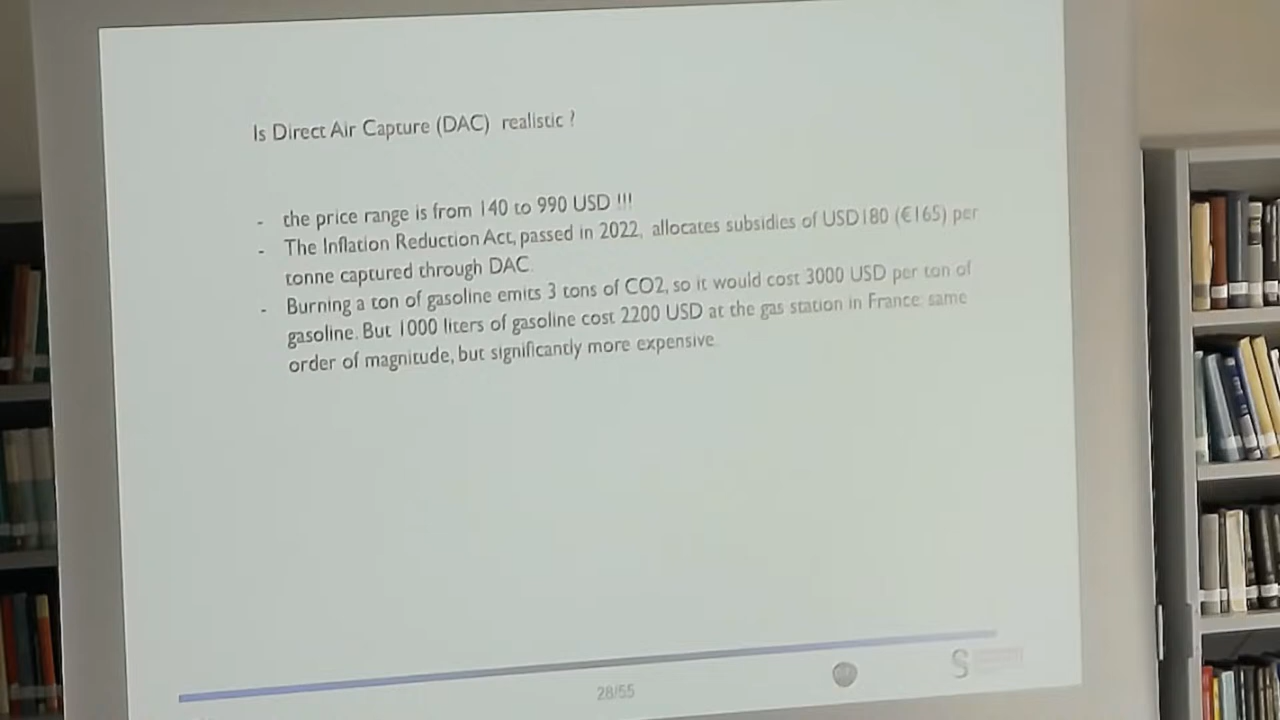 Is Direct Air Capture (DAC) realistic ?
- the price range is from 140 to 990 USD !!!
- The Inflation Reduction Act, passed in 2022, allocates subsidies of USD180 (€165) per
tonne captured through DAC.
- Burning a ton of gasoline emits 3 tons of CO2, so it would cost 3000 USD per ton of
gasoline. But 1000 liters of gasoline cost 2200 USD at the gas station in France: same
order of magnitude, but significantly more expensive.
28/55
S